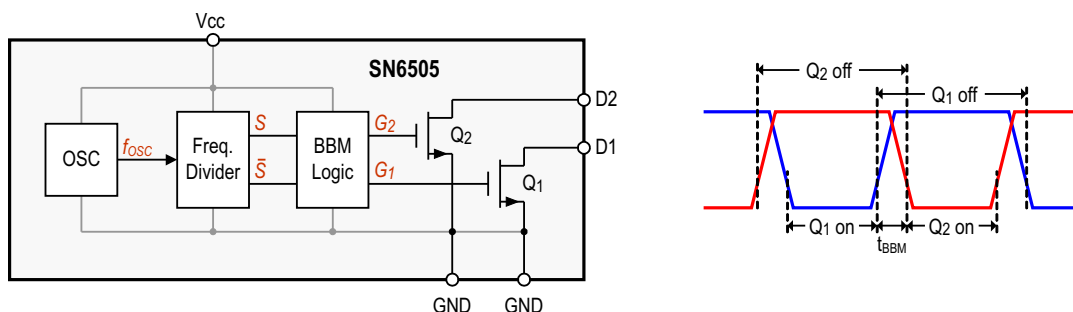 Vcc
SN6505
OSC
fOSC
Freq.
Divider
S
S̄
BBM
Logic
G2
G1
Q2
Q1
D2
D1
GND
GND
Q2 off
Q1 off
Q1 on
tBBM
Q2 on